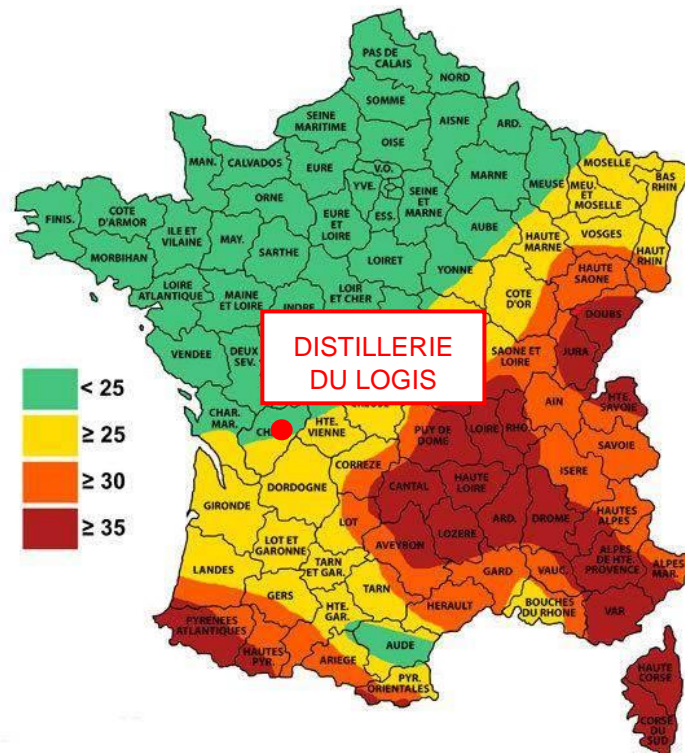 PAS DE
CALAIS
NORD
SOMME
SEINE
MARITIME
AISNE
ARD.
OISE
MAN.
CALVADOS
EURE
V.O.
YVE.
ESS.
SEINE
ET
MARNE
MARNE
MEUSE
MOSELLE
MEU.
ET
MOSELLE
BAS
RHIN
FINIS.
COTE
D'ARMOR
MORBIHAN
ILE ET
VILAINE
MAY.
ORNE
SARTHE
EURE
ET
LOIRE
LOIRET
AUBE
YONNE
HAUTE
MARNE
VOSGES
HAUT
RHIN
LOIRE
ATLANTIQUE
MAINE
ET LOIRE
INDRE
LOIR
ET CHER
COTE
D'OR
HAUTE
SAONE
DOUBS
JURA
VENDEE
DEUX
SEV.
DISTILLERIE
DU LOGIS
SAONE ET
LOIRE
AIN
HTE.
SAVOIE
< 25
≥ 25
≥ 30
≥ 35
CHAR.
MAR.
HTE.
VIENNE
PUY DE
DOME
LOIRE
RHO.
SAVOIE
ISERE
CORREZE
CANTAL
HAUTE
LOIRE
GIRONDE
DORDOGNE
LOT
AVEYRON
LOZERE
ARD.
DROME
HAUTES
ALPES
LANDES
LOT ET
GARONNE
TARN
ET GAR.
TARN
GARD
VAUC.
ALPES
DE HTE.
PROVENCE
ALPES
MAR.
GERS
HTE.
GAR.
HERAULT
BOUCHES
DU RHONE
VAR
PYRENEES
ATLANTIQUES
HAUTES
PYR.
ARIEGE
AUDE
PYR.
ORIENTALES
HAUTE
CORSE
CORSE
DU
SUD